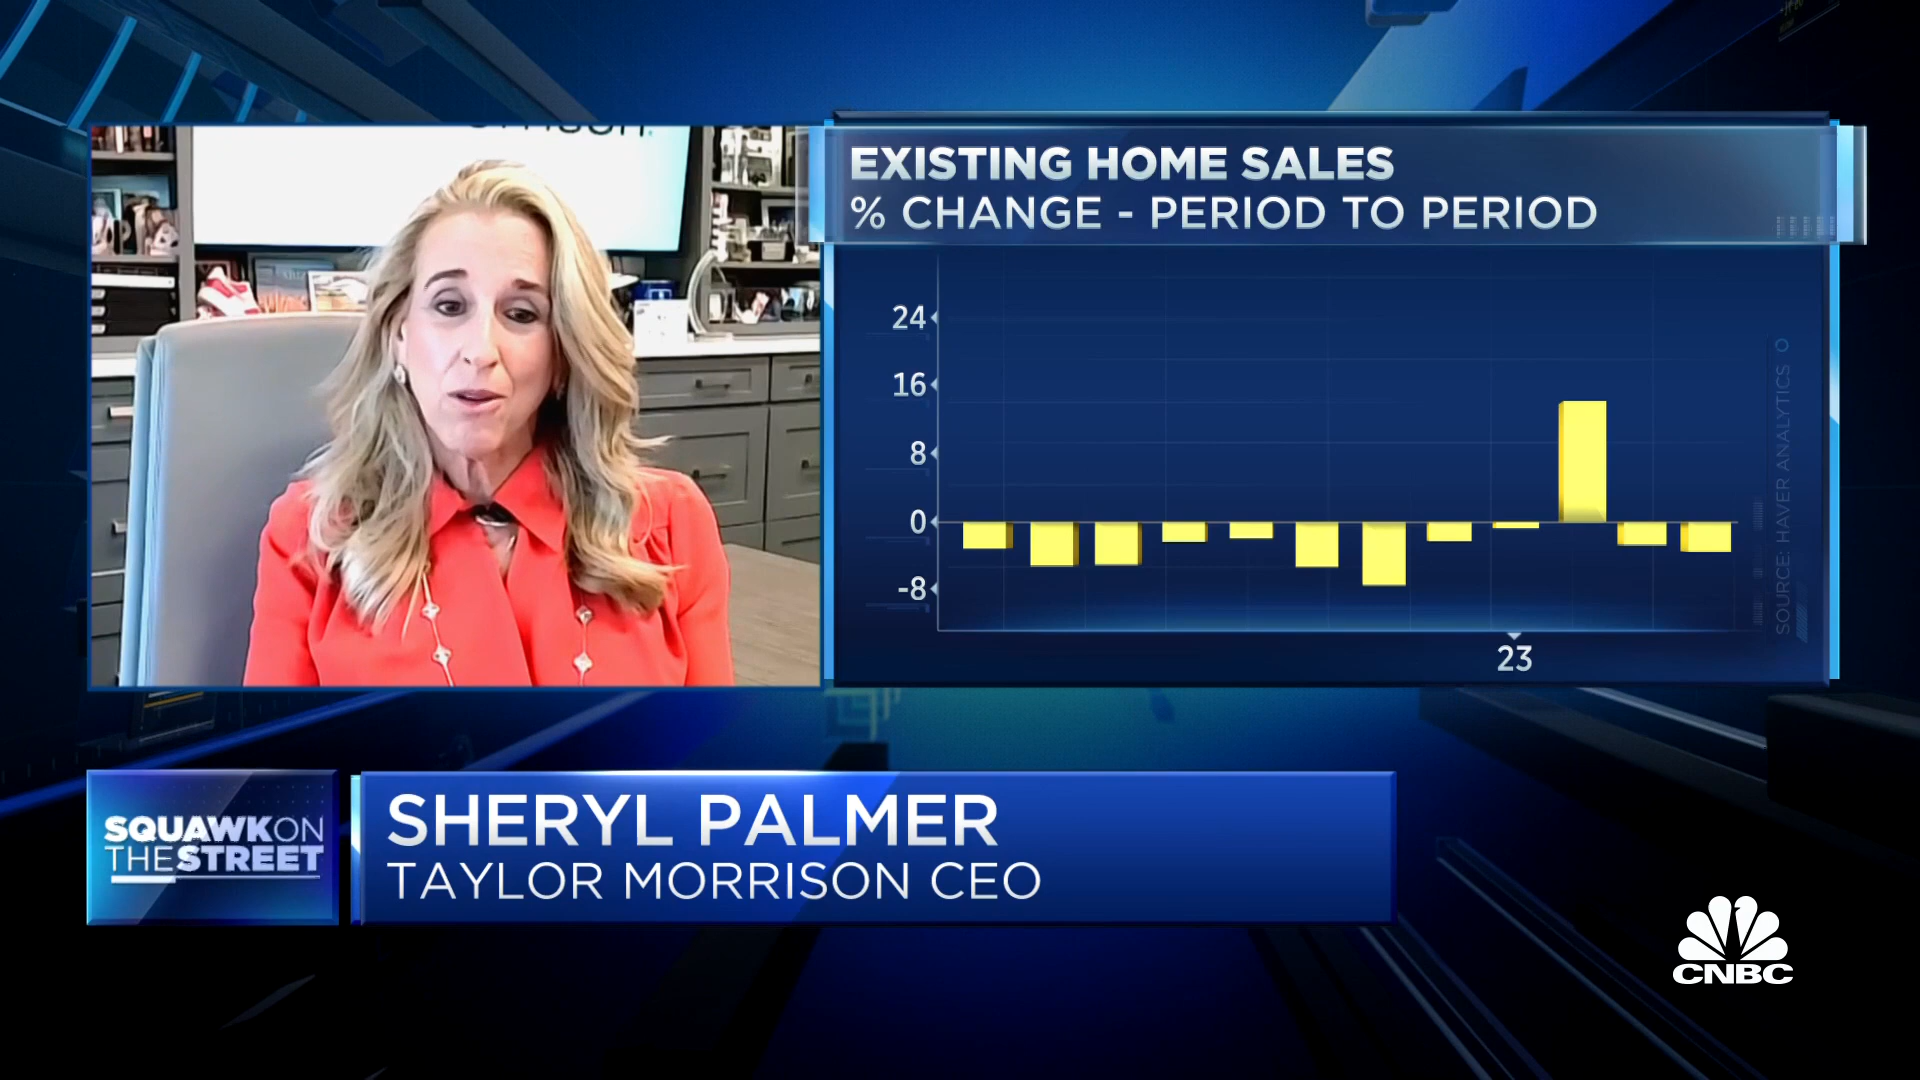 EXISTING HOME SALES
% CHANGE - PERIOD TO PERIOD
24
16
8
0
-8
23
SOURCE: HAVER ANALYTICS
SQUAWK ON
THE STREET
SHERYL PALMER
TAYLOR MORRISON CEO
CNBC